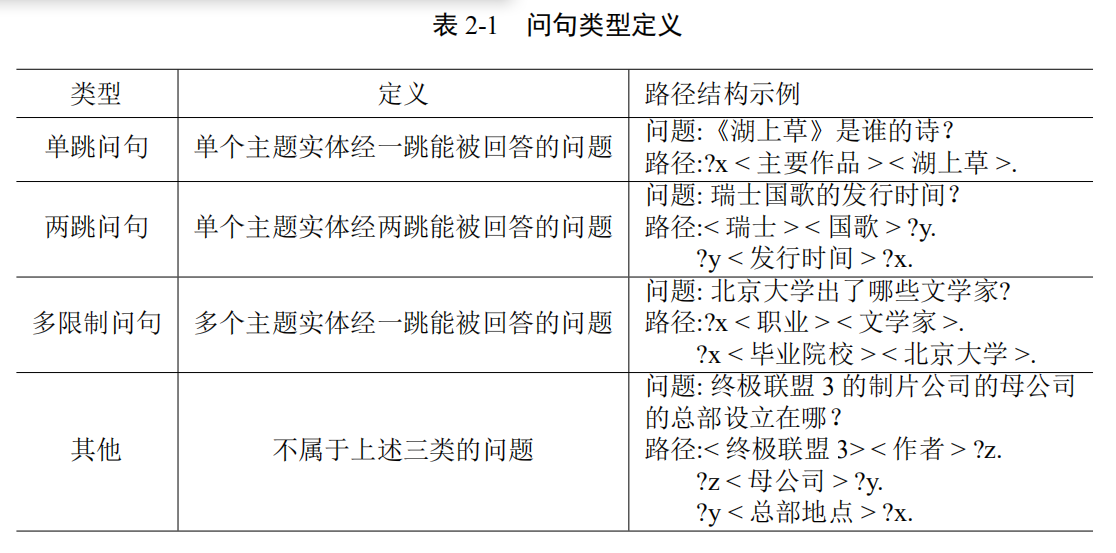 表 2-1 问句类型定义
类型 定义 路径结构示例
单跳问句 单个主题实体经一跳能被回答的问题 问题:《湖上草》是谁的诗?
路径:?x < 主要作品 > < 湖上草 >.
两跳问句 单个主题实体经两跳能被回答的问题 问题: 瑞士国歌的发行时间?
路径:< 瑞士 > < 国歌 > ?y.
?y < 发行时间 > ?x.
多限制问句 多个主题实体经一跳能被回答的问题 问题: 北京大学出了哪些文学家?
路径:?x < 职业 > < 文学家 >.
?x < 毕业院校 > < 北京大学 >.
其他 不属于上述三类的问题 问题: 终极联盟 3 的制片公司的母公司
的总部设立在哪?
路径:< 终极联盟 3> < 作者 > ?z.
?z < 母公司 > ?y.
?y < 总部地点 > ?x.